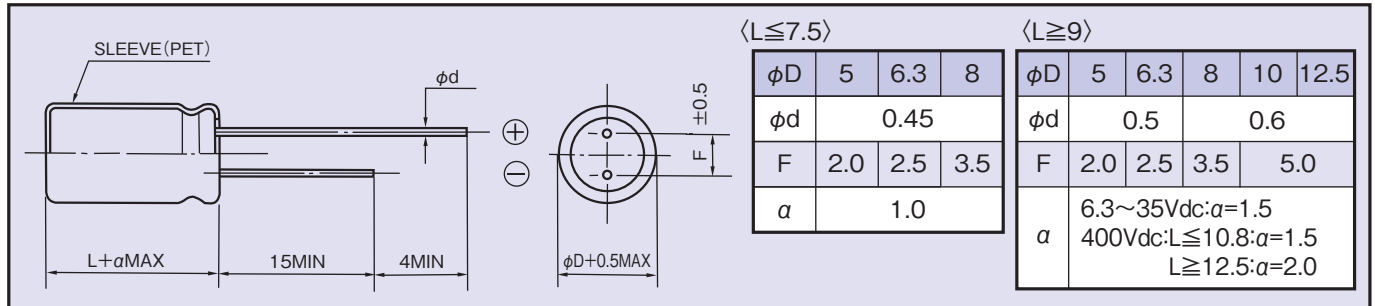 SLEEVE(PET)
φd
⊕
⊖
F ±0.5
L+αMAX
15MIN
4MIN
φD+0.5MAX
〈L≦7.5〉
φD 5 6.3 8
φd 0.45
F 2.0 2.5 3.5
α 1.0
〈L≧9〉
φD 5 6.3 8 10 12.5
φd 0.5 0.6
F 2.0 2.5 3.5 5.0
α 6.3～35Vdc:α=1.5
400Vdc:L≦10.8:α=1.5
L≧12.5:α=2.0